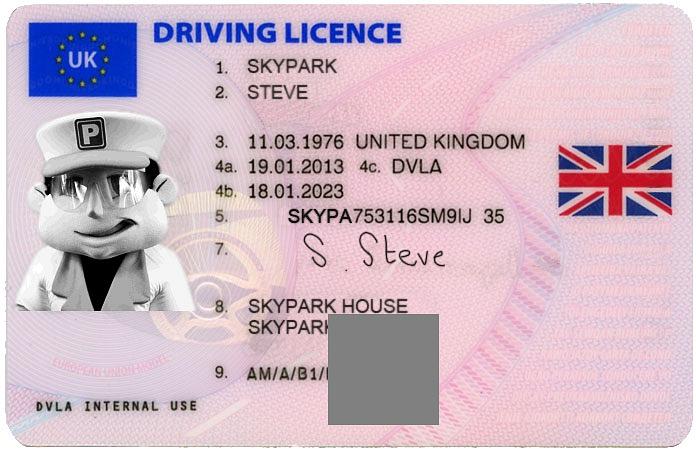 UK
DRIVING LICENCE
1. SKYPARK
2. STEVE
P
3. 11.03.1976 UNITED KINGDOM
4a. 19.01.2013 4c. DVLA
4b. 18.01.2023
5. SKYPA753116SM9IJ 35
7. S. Steve
8. SKYPARK HOUSE
SKYPARK
EUROPEAN UNION MODEL
9. AM/A/B1/
DVLA INTERNAL USE